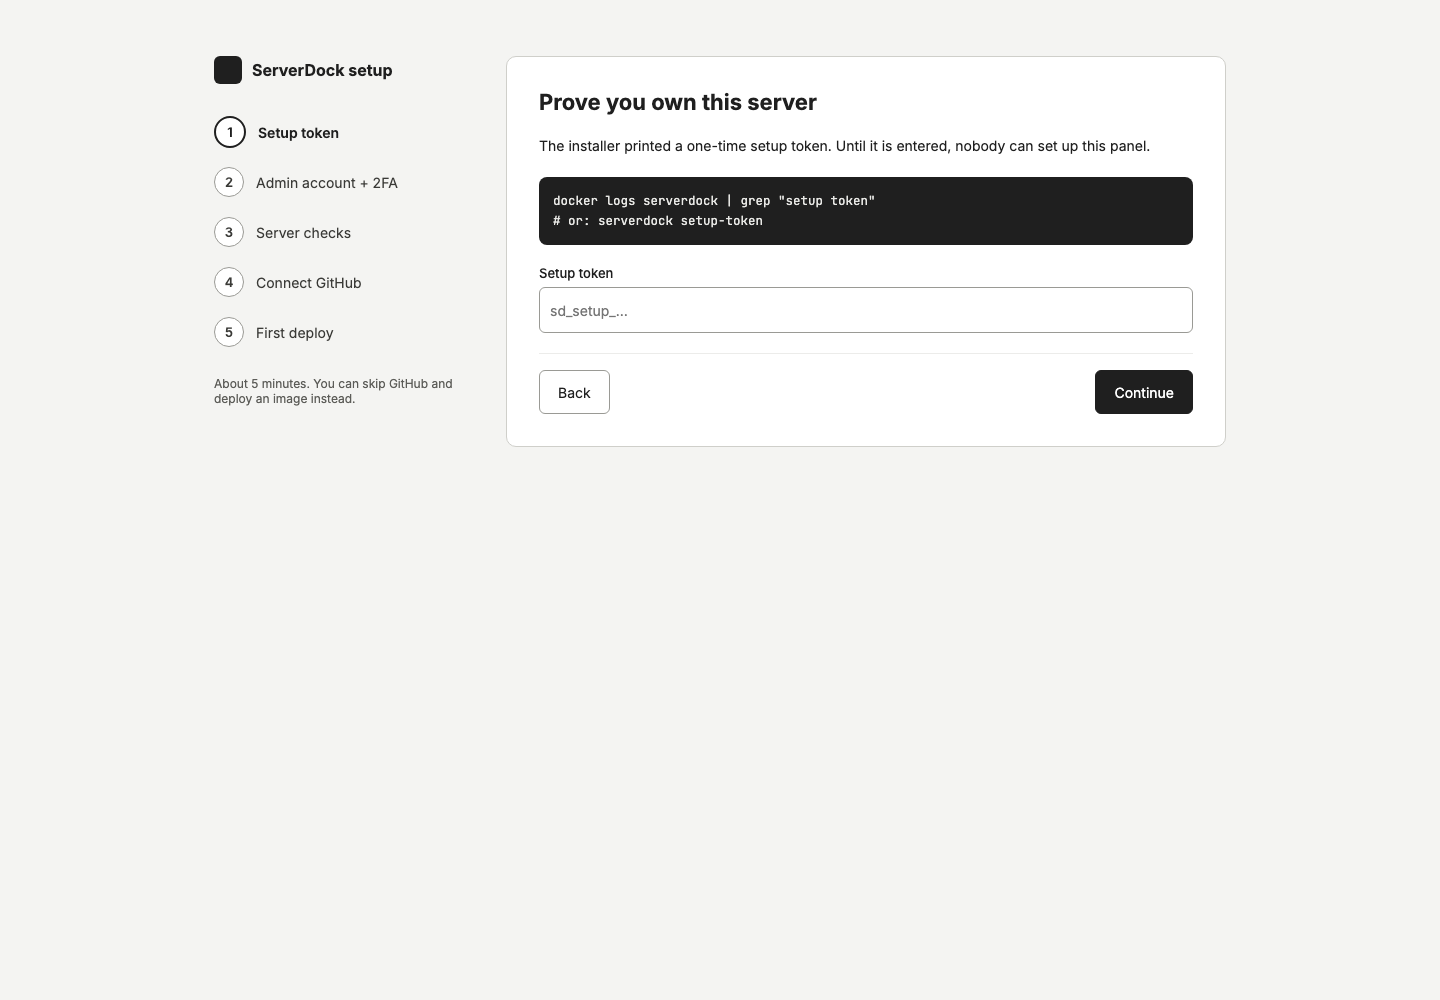 ServerDock setup
1 Setup token
2 Admin account + 2FA
3 Server checks
4 Connect GitHub
5 First deploy
About 5 minutes. You can skip GitHub and
deploy an image instead.
Prove you own this server
The installer printed a one-time setup token. Until it is entered, nobody can set up this panel.
docker logs serverdock | grep "setup token"
# or: serverdock setup-token
Setup token
sd_setup_...
Back
Continue